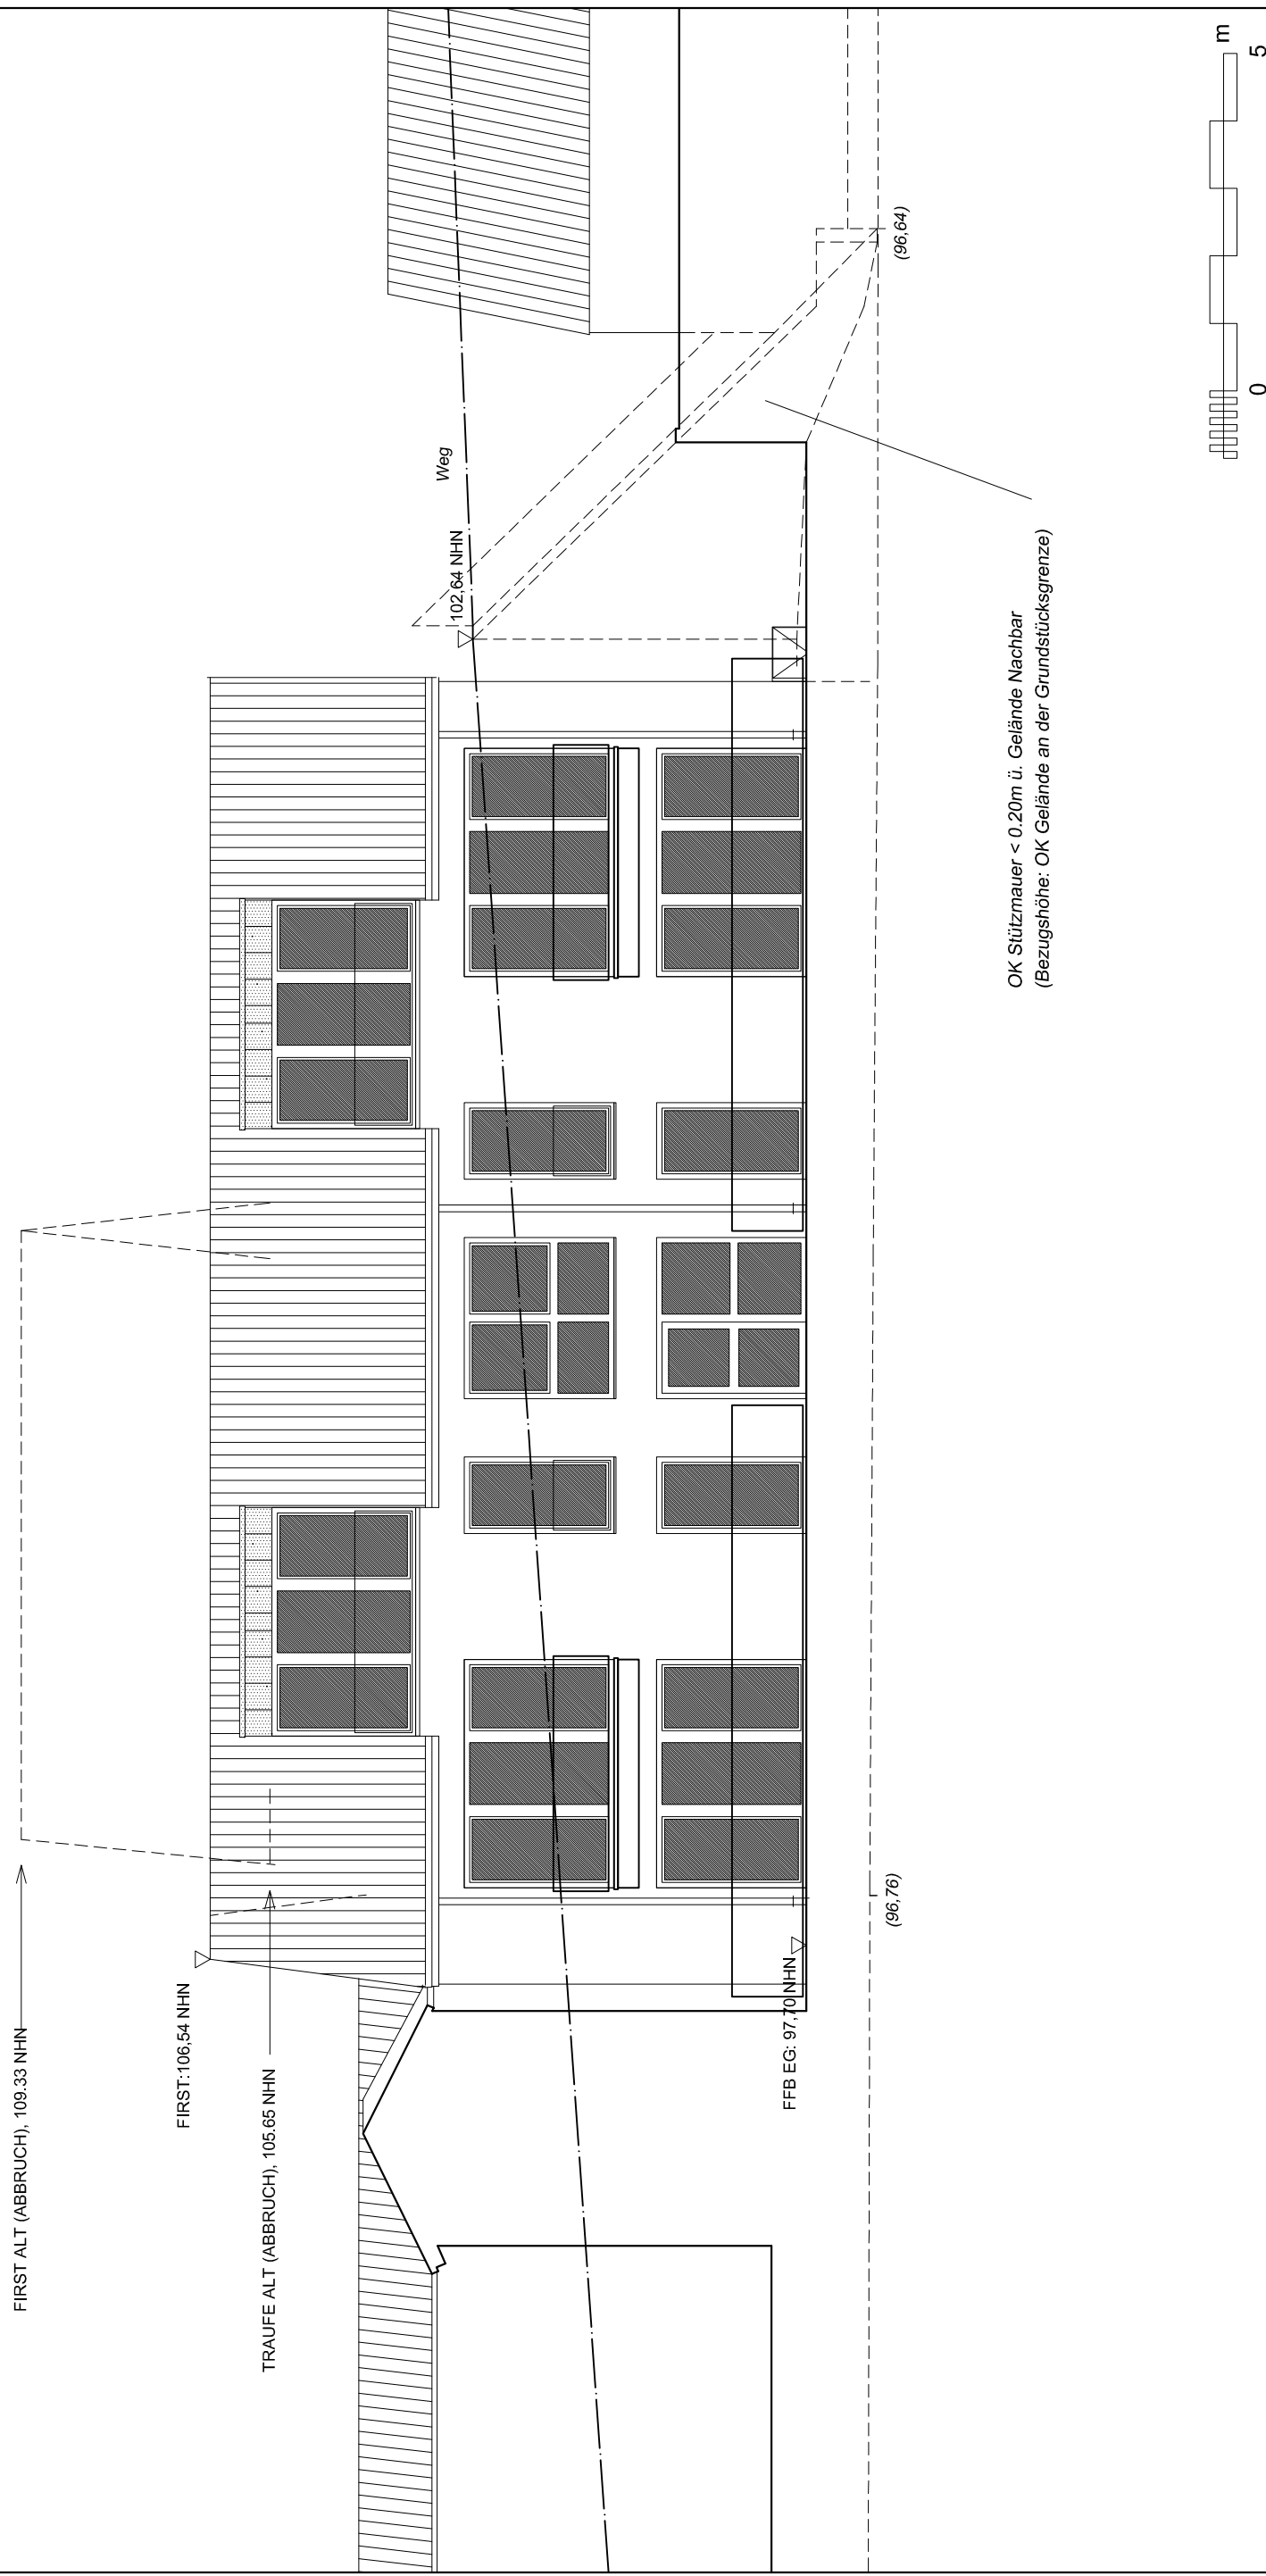 FIRST ALT (ABBRUCH), 109.33 NHN
FIRST:106,54 NHN
TRAUFE ALT (ABBRUCH), 105.65 NHN
Weg
102,64 NHN
FFB EG: 97,70 NHN
(96,76)
(96,64)
OK Stützmauer < 0.20m ü. Gelände Nachbar
(Bezugshöhe: OK Gelände an der Grundstücksgrenze)
m
0
5